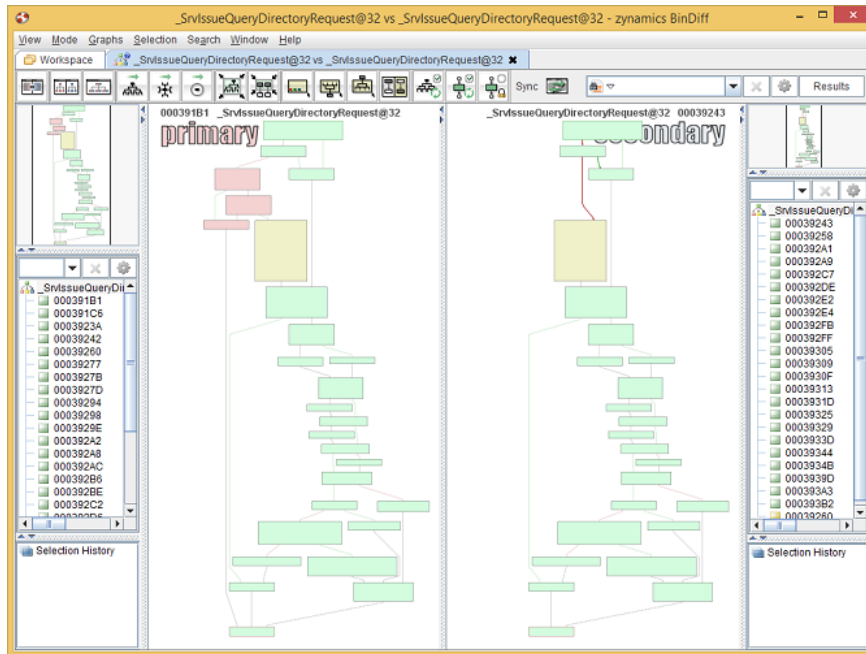 _SrvIssueQueryDirectoryRequest@32 vs _SrvIssueQueryDirectoryRequest@32 - zynamics BinDiff
View Mode Graphs Selection Search Window Help
Workspace
_SrvIssueQueryDirectoryRequest@32 vs _SrvIssueQueryDirectoryRequest@32
Sync
Results
000391B1 _SrvIssueQueryDirectoryRequest@32
primary
_SrvIssueQueryDirectoryRequest@32 00039243
secondary
_SrvIssueQueryDir
000391B1
000391C6
0003923A
00039242
00039260
00039277
0003927B
0003927D
00039294
00039298
0003929E
000392A2
000392A8
000392AC
000392B6
000392BE
000392C2
Selection History
_SrvIssueQueryDi
00039243
00039258
000392A1
000392A9
000392C7
000392DE
000392E2
000392E4
000392FB
000392FF
00039305
00039309
0003930F
00039313
0003931D
00039325
00039329
0003933D
00039344
0003934B
0003939D
000393A3
000393B2
00039260
Selection History